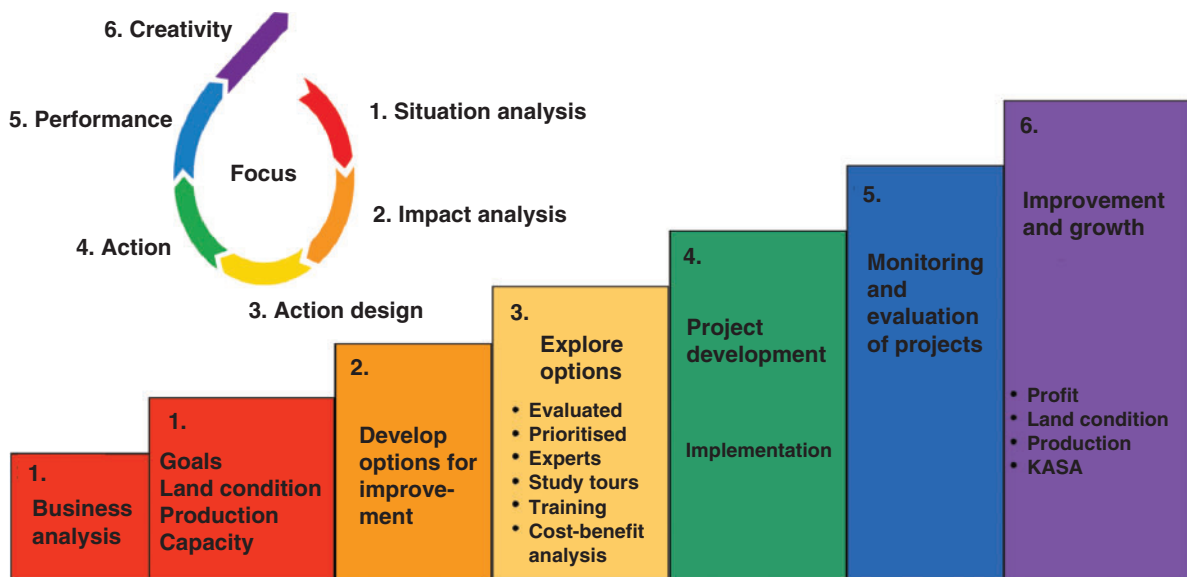 6. Creativity
5. Performance
1. Situation analysis
Focus
2. Impact analysis
4. Action
3. Action design
1.
Business
analysis
1.
Goals
Land condition
Production
Capacity
2.
Develop
options for
improve-
ment
3.
Explore
options
• Evaluated
• Prioritised
• Experts
• Study tours
• Training
• Cost-benefit
analysis
4.
Project
development
Implementation
5.
Monitoring
and
evaluation
of projects
6.
Improvement
and growth
• Profit
• Land condition
• Production
• KASA